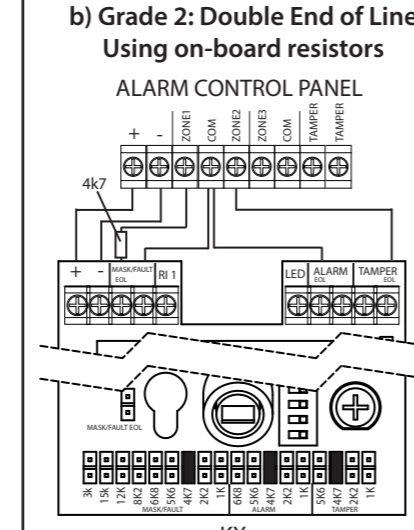 b) Grade 2: Double End of Line
Using on-board resistors
ALARM CONTROL PANEL
+ - ZONE1 COM ZONE2 ZONE3 COM TAMPER TAMPER
4k7
+ - MASK/FAULT EOL RI 1 LED ALARM EOL TAMPER EOL
MASK/FAULT EOL
3k 15k 12K 8K2 6K8 5K6 4K7 2K2 1K 6K8 5K6 4K7 2K2 1K 5K6 4K7 2K2 1K
MASK/FAULT ALARM TAMPER